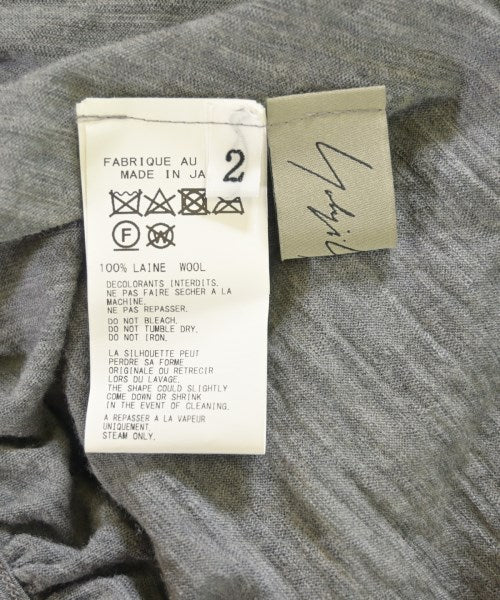 FABRIQUE AU
MADE IN JA
2
F
W
100% LAINE WOOL
DECOLORANTS INTERDITS.
NE PAS FAIRE SECHER A LA
MACHINE.
NE PAS REPASSER.
DO NOT BLEACH.
DO NOT TUMBLE DRY.
DO NOT IRON.
LA SILHOUETTE PEUT
PERDRE SA FORME
ORIGINALE OU RETRECIR
LORS DU LAVAGE.
THE SHAPE COULD SLIGHTLY
COME DOWN OR SHRINK
IN THE EVENT OF CLEANING.
A REPASSER A LA VAPEUR
UNIQUEMENT.
STEAM ONLY.